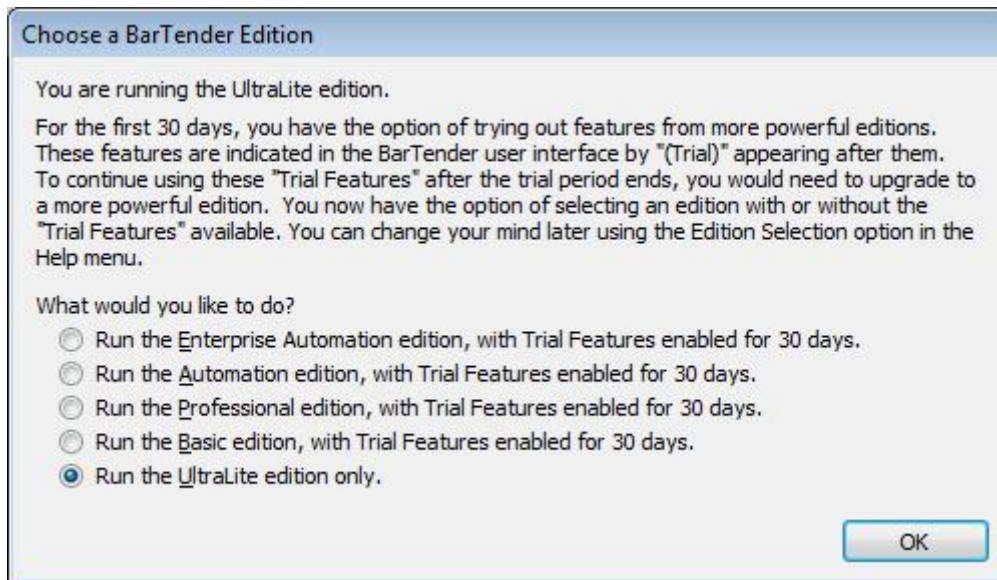 Choose a BarTender Edition
You are running the UltraLite edition.
For the first 30 days, you have the option of trying out features from more powerful editions.
These features are indicated in the BarTender user interface by "(Trial)" appearing after them.
To continue using these "Trial Features" after the trial period ends, you would need to upgrade to
a more powerful edition.  You now have the option of selecting an edition with or without the
"Trial Features" available. You can change your mind later using the Edition Selection option in the
Help menu.
What would you like to do?
Run the Enterprise Automation edition, with Trial Features enabled for 30 days.
Run the Automation edition, with Trial Features enabled for 30 days.
Run the Professional edition, with Trial Features enabled for 30 days.
Run the Basic edition, with Trial Features enabled for 30 days.
Run the UltraLite edition only.
OK